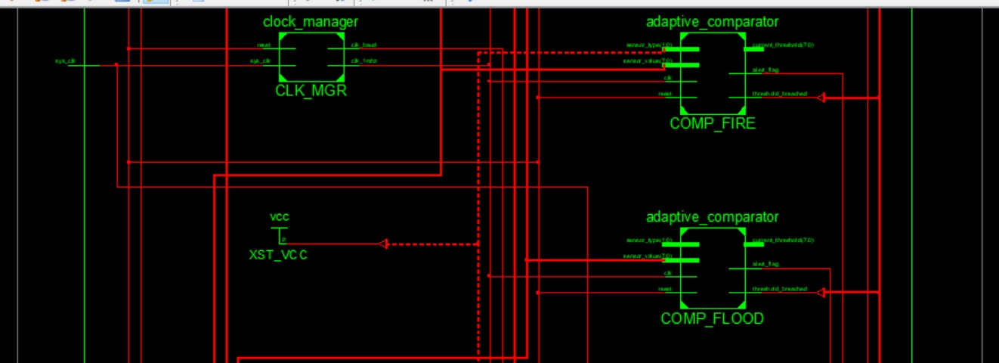 clock_manager
adaptive_comparator
reset
clk_baud
sensor_type(1:0)
current_threshold(7:0)
sys_clk
sys_clk
clk_1mhz
sensor_value(7:0)
alert_flag
clk
CLK_MGR
reset
threshold_breached
COMP_FIRE
vcc
adaptive_comparator
P
XST_VCC
sensor_type(1:0)
current_threshold(7:0)
sensor_value(7:0)
alert_flag
clk
reset
threshold_breached
COMP_FLOOD